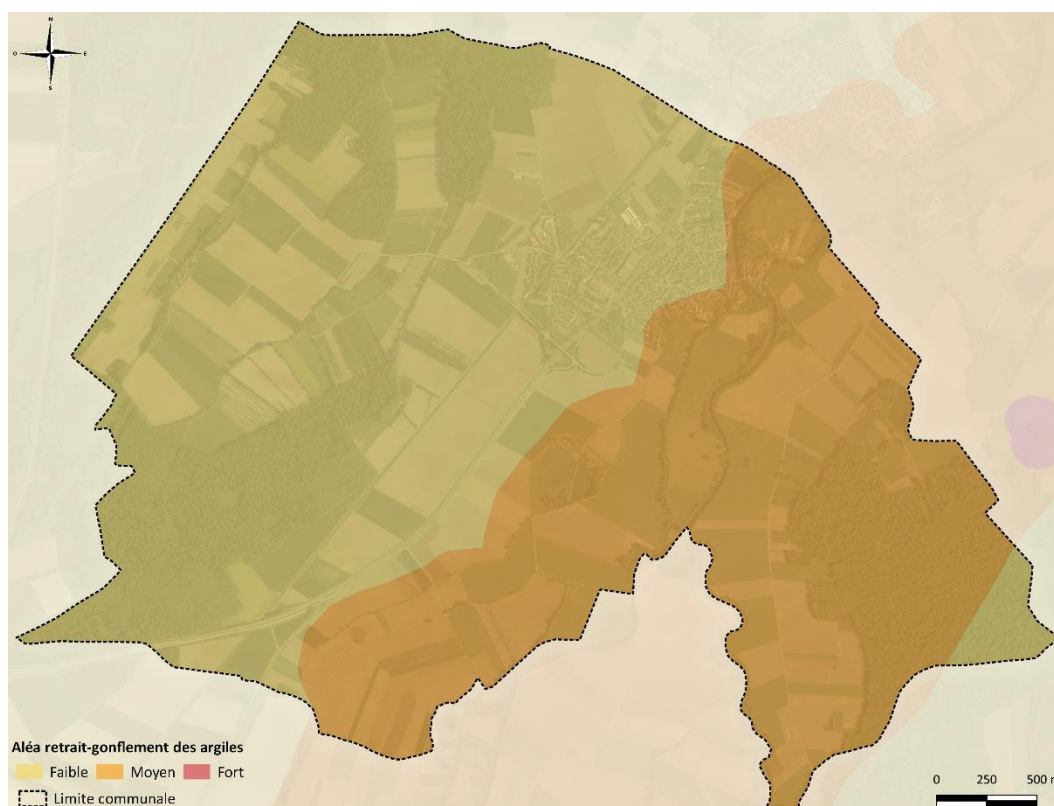 N
O E
S
Aléa retrait-gonflement des argiles
Faible Moyen Fort
Limite communale
0 250 500 m